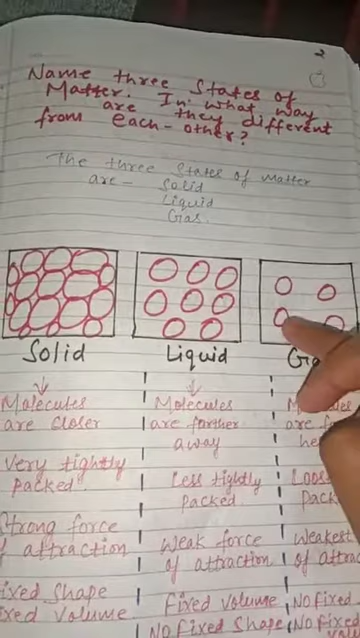 2
Name three States of
Matter. In what way
are they different
from each-other?
The three States of matter
are - Solid
Liquid
Gas.
Solid
Liquid
Molecules
are closer
Very tightly
packed.
Strong force
attraction
Shape
Volume
Molecules
are farther
away
Less tightly
packed.
Weak force
of attraction
Fixed Volume
No fixed Shape
Weakest
No fixed
No fixed